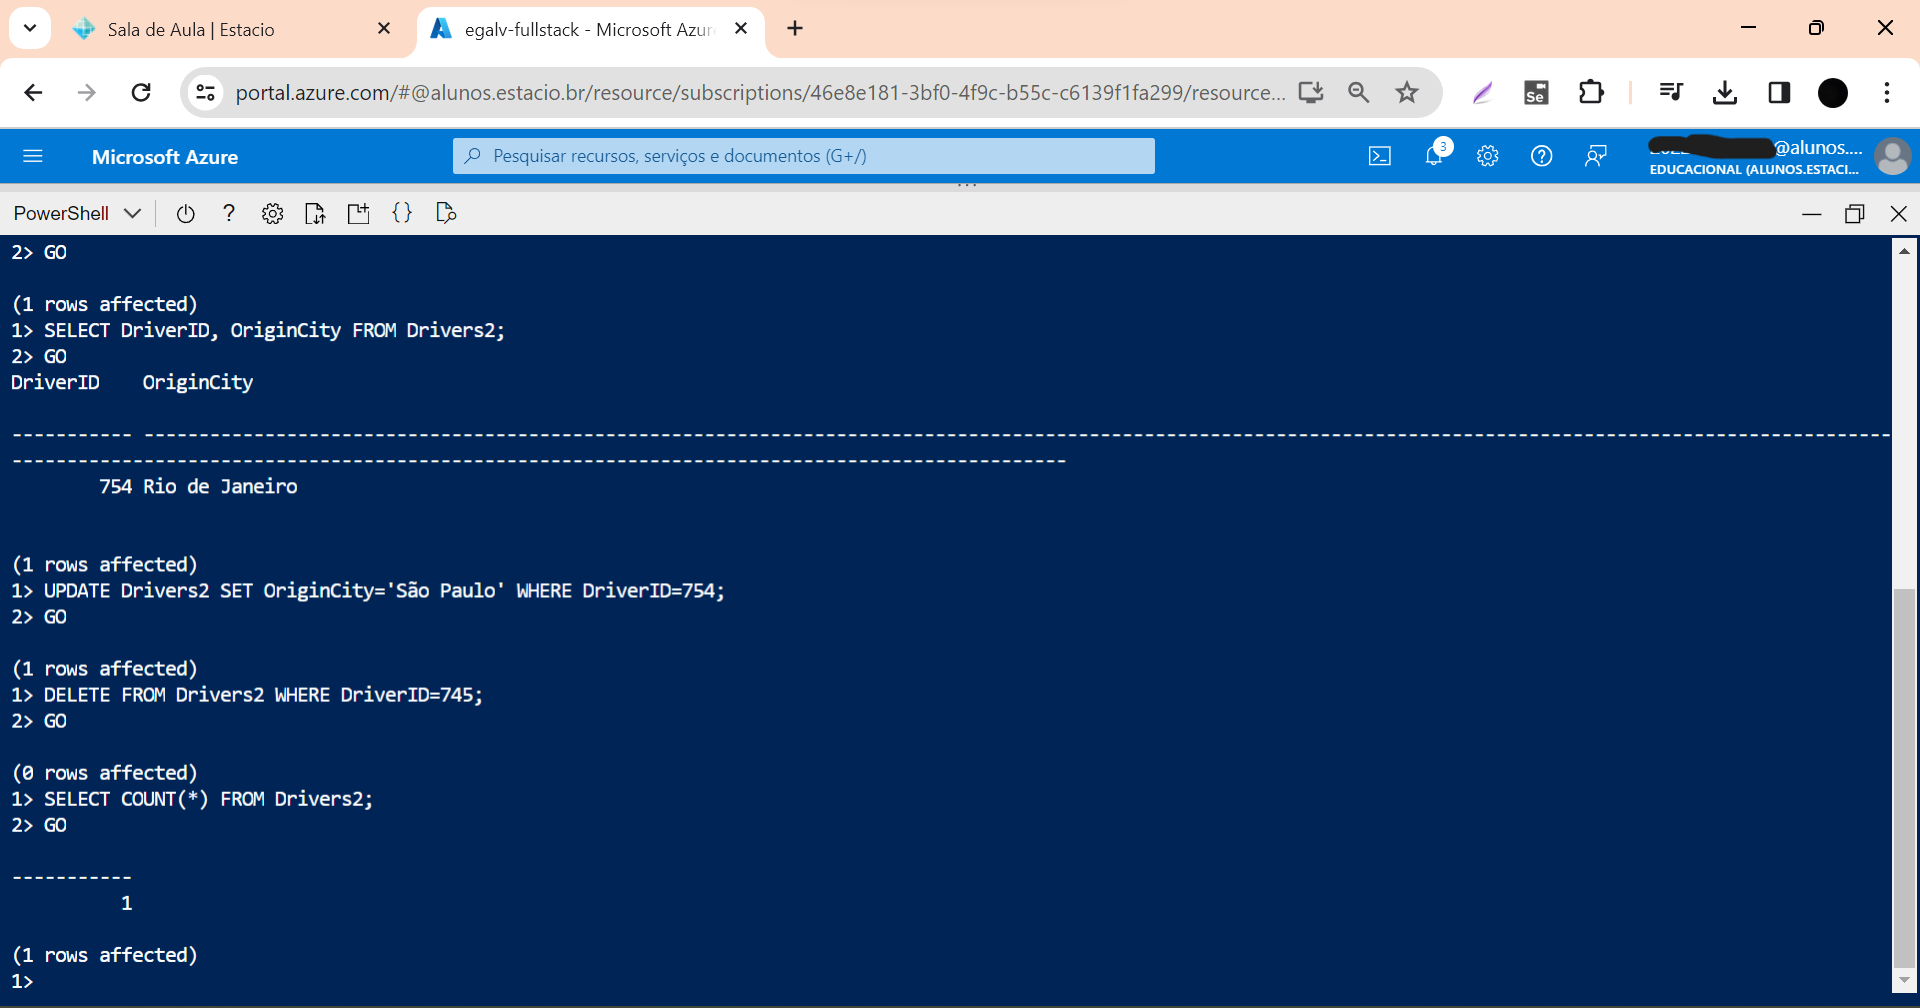 Sala de Aula | Estacio
egalv-fullstack - Microsoft Azur
portal.azure.com/#@alunos.estacio.br/resource/subscriptions/46e8e181-3bf0-4f9c-b55c-c6139f1fa299/resource...
Se
Microsoft Azure
Pesquisar recursos, serviços e documentos (G+/)
3
@alunos....
EDUCACIONAL (ALUNOS.ESTACI...
PowerShell
2> GO
(1 rows affected)
1> SELECT DriverID, OriginCity FROM Drivers2;
2> GO
DriverID OriginCity
754 Rio de Janeiro
(1 rows affected)
1> UPDATE Drivers2 SET OriginCity='São Paulo' WHERE DriverID=754;
2> GO
(1 rows affected)
1> DELETE FROM Drivers2 WHERE DriverID=745;
2> GO
(0 rows affected)
1> SELECT COUNT(*) FROM Drivers2;
2> GO
-----------
1
(1 rows affected)
1>